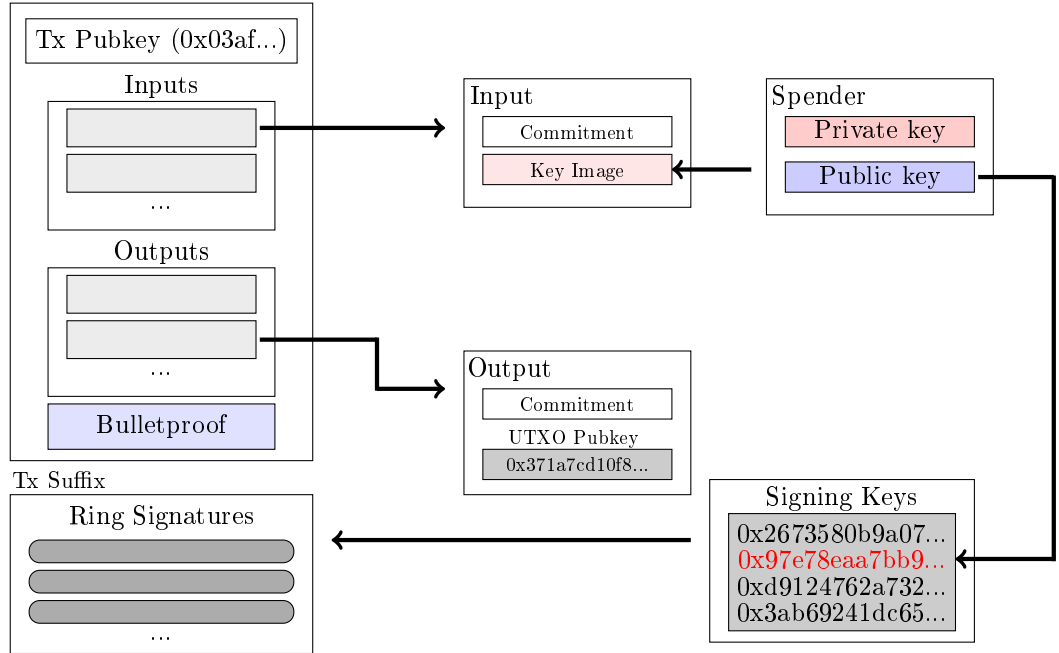 Tx Pubkey (0x03af...)
Inputs
...
Outputs
...
Bulletproof
Tx Suffix
Ring Signatures
...
Input
Commitment
Key Image
Spender
Private key
Public key
Output
Commitment
UTXO Pubkey
0x371a7cd10f8...
Signing Keys
0x2673580b9a07...
0x97e78eaa7bb9...
0xd9124762a732...
0x3ab69241dc65...